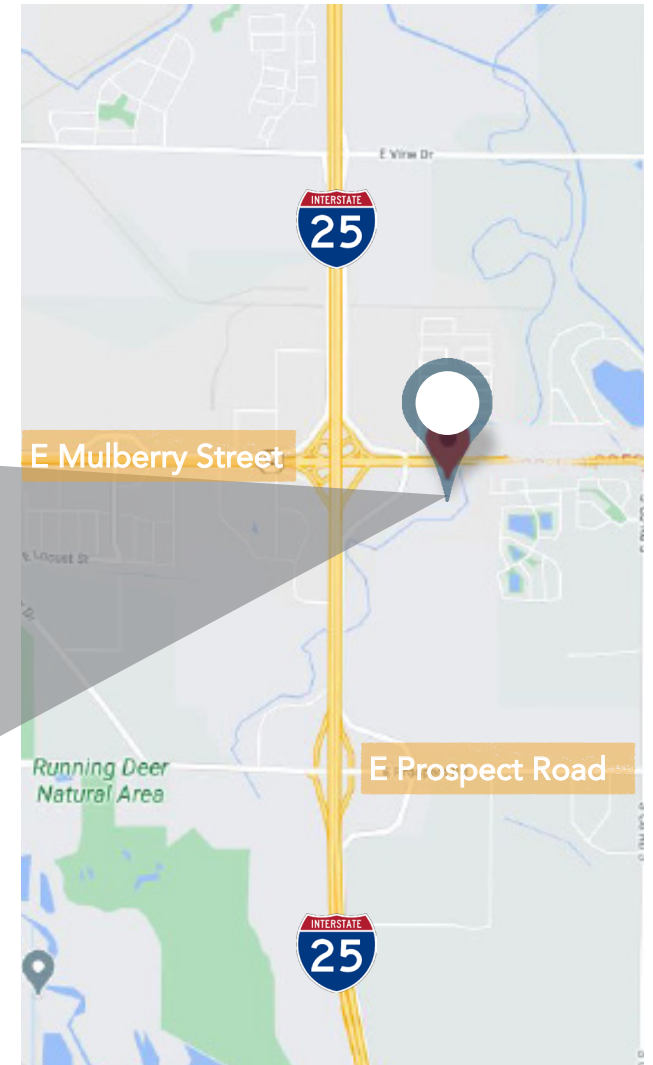 E Vine Dr
INTERSTATE
25
E Mulberry Street
E Locust St
Running Deer
Natural Area
E Prospect Road
INTERSTATE
25